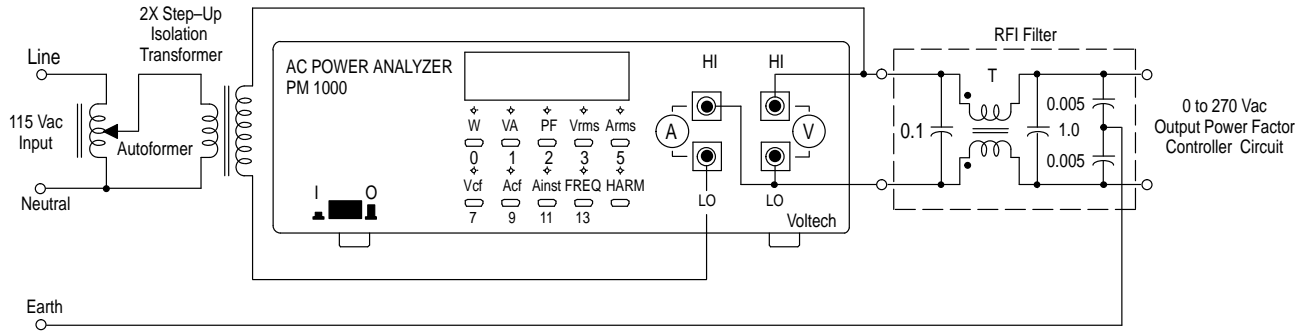 2X Step–Up
Isolation
Transformer
Line
115 Vac
Input
Autoformer
Neutral
Earth
AC POWER ANALYZER
PM 1000
W VA PF Vrms Arms
0 1 2 3 5
Vcf Acf Ainst FREQ HARM
7 9 11 13
I O
HI HI
A V
LO LO
Voltech
RFI Filter
T
0.1
0.005
1.0
0.005
0 to 270 Vac
Output Power Factor
Controller Circuit